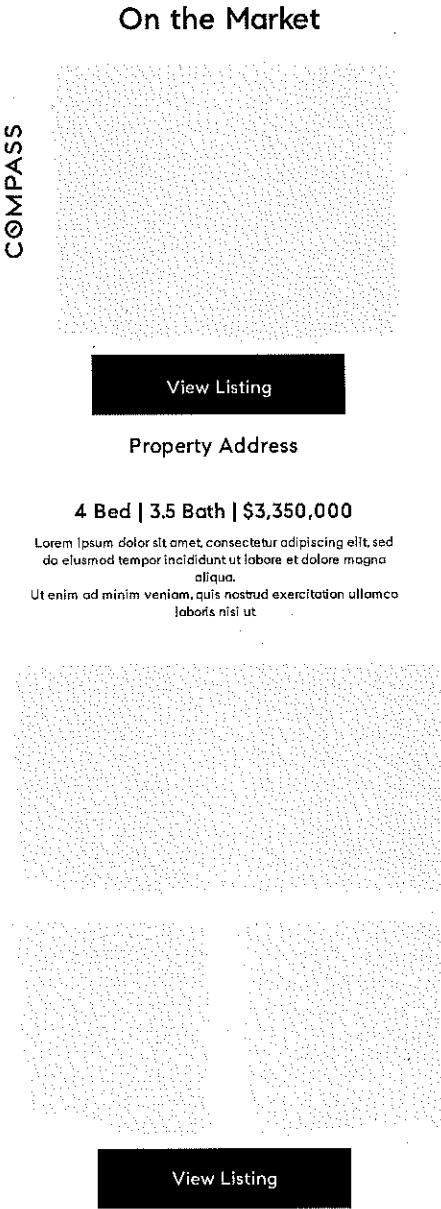 On the Market
COMPASS
View Listing
Property Address
4 Bed | 3.5 Bath | $3,350,000
Lorem ipsum dolor sit amet, consectetur adipiscing elit, sed
do eiusmod tempor incididunt ut labore et dolore magna
aliqua.
Ut enim ad minim veniam, quis nostrud exercitation ullamco
laboris nisi ut
View Listing